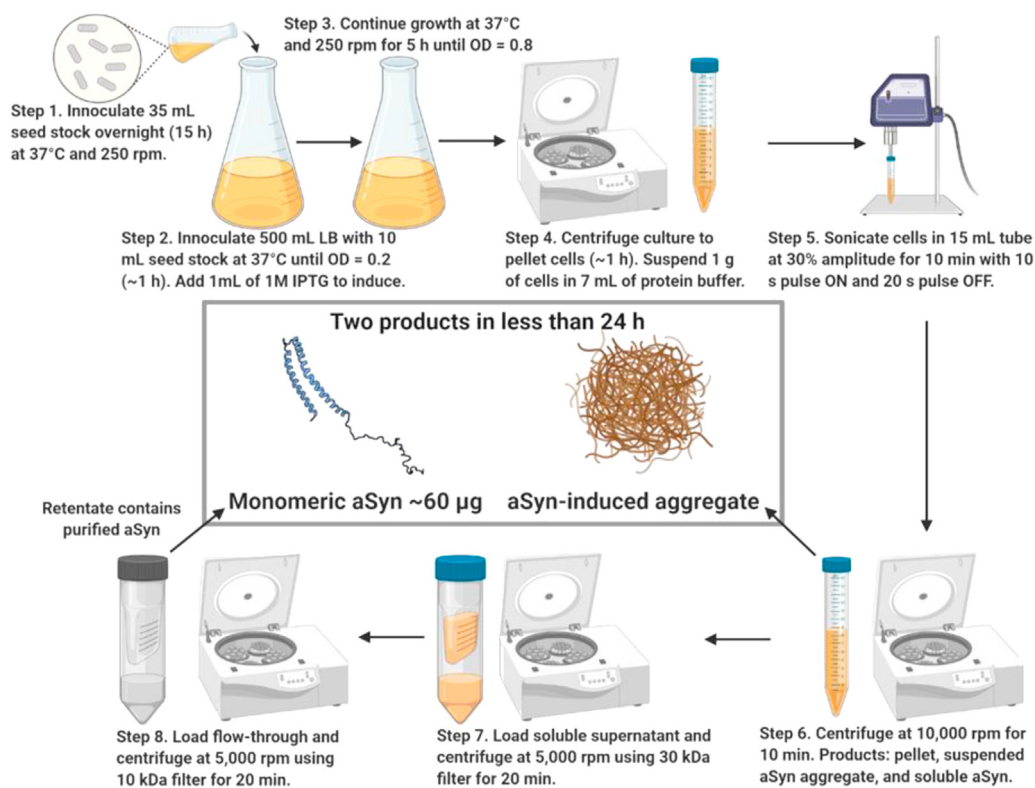 Step 1. Innoculate 35 mL
seed stock overnight (15 h)
at 37°C and 250 rpm.
Step 2. Innoculate 500 mL LB with 10
mL seed stock at 37°C until OD = 0.2
(~1 h). Add 1mL of 1M IPTG to induce.
Step 3. Continue growth at 37°C
and 250 rpm for 5 h until OD = 0.8
Step 4. Centrifuge culture to
pellet cells (~1 h). Suspend 1 g
of cells in 7 mL of protein buffer.
Step 5. Sonicate cells in 15 mL tube
at 30% amplitude for 10 min with 10
s pulse ON and 20 s pulse OFF.
Two products in less than 24 h
Monomeric aSyn ~60 µg
aSyn-induced aggregate
Retentate contains
purified aSyn
Step 6. Centrifuge at 10,000 rpm for
10 min. Products: pellet, suspended
aSyn aggregate, and soluble aSyn.
Step 7. Load soluble supernatant and
centrifuge at 5,000 rpm using 30 kDa
filter for 20 min.
Step 8. Load flow-through and
centrifuge at 5,000 rpm using
10 kDa filter for 20 min.